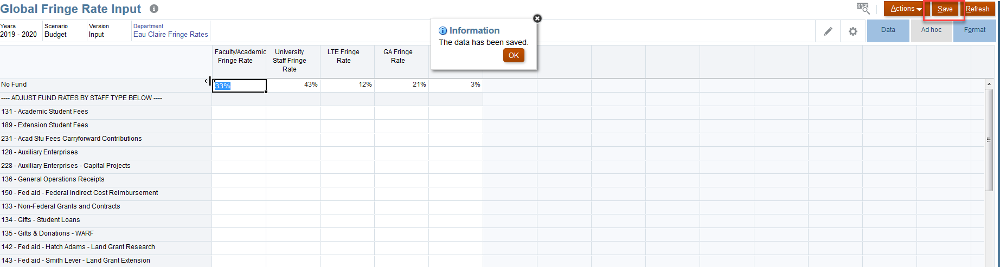 Global Fringe Rate Input
Actions Save Refresh
Years Scenario Version Department
2019 - 2020 Budget Input Eau Claire Fringe Rates
Data Ad hoc Format
Information
The data has been saved.
OK
Faculty/Academic University LTE Fringe GA Fringe
Fringe Rate Staff Fringe Rate Rate
Rate
No Fund 33% 43% 12% 21% 3%
---- ADJUST FUND RATES BY STAFF TYPE BELOW ----
131 - Academic Student Fees
189 - Extension Student Fees
231 - Acad Stu Fees Carryforward Contributions
128 - Auxiliary Enterprises
228 - Auxiliary Enterprises - Capital Projects
136 - General Operations Receipts
150 - Fed aid - Federal Indirect Cost Reimbursement
133 - Non-Federal Grants and Contracts
134 - Gifts - Student Loans
135 - Gifts & Donations - WARF
142 - Fed aid - Hatch Adams - Land Grant Research
143 - Fed aid - Smith Lever - Land Grant Extension